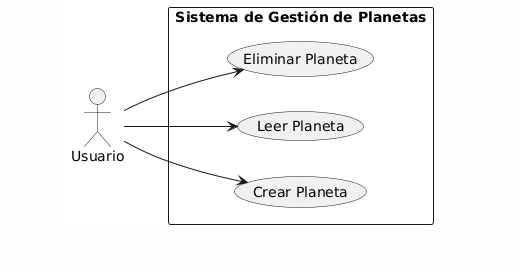 Sistema de Gestión de Planetas
Eliminar Planeta
Leer Planeta
Usuario
Crear Planeta